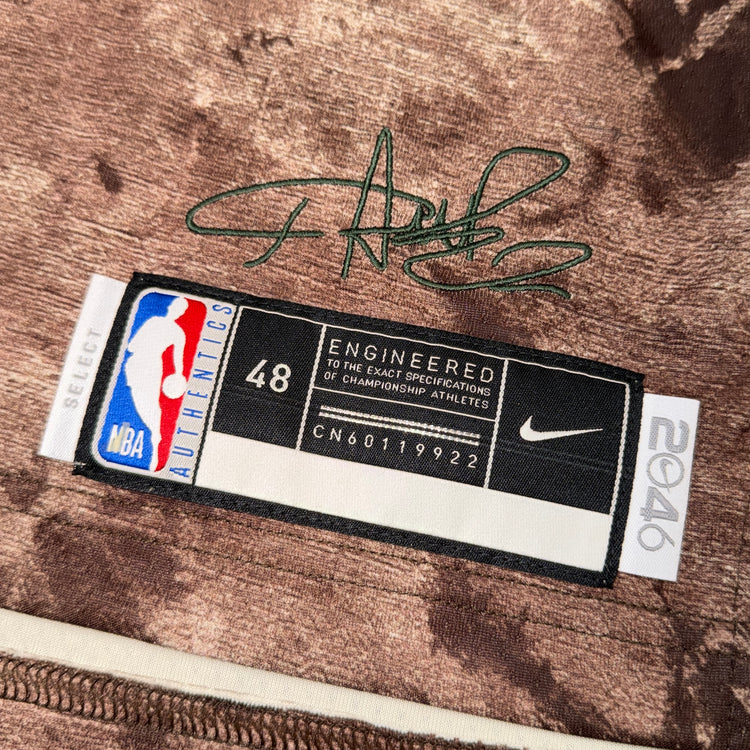 SELECT
NBA
AUTHENTICS
48
ENGINEERED
TO THE EXACT SPECIFICATIONS
OF CHAMPIONSHIP ATHLETES
CN60119922
2046